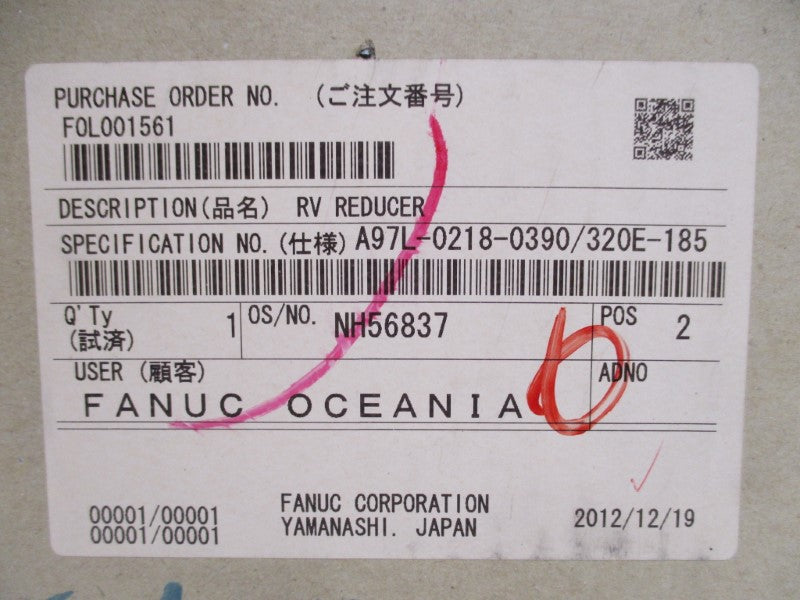 PURCHASE ORDER NO. (ご注文番号)
FOL001561
DESCRIPTION(品名) RV REDUCER
SPECIFICATION NO.(仕様) A97L-0218-0390/320E-185
Q'Ty 1 OS/NO. NH56837 POS 2
(試済)
USER (顧客) ADNO
FANUC OCEANIA
00001/00001 FANUC CORPORATION 2012/12/19
00001/00001 YAMANASHI. JAPAN